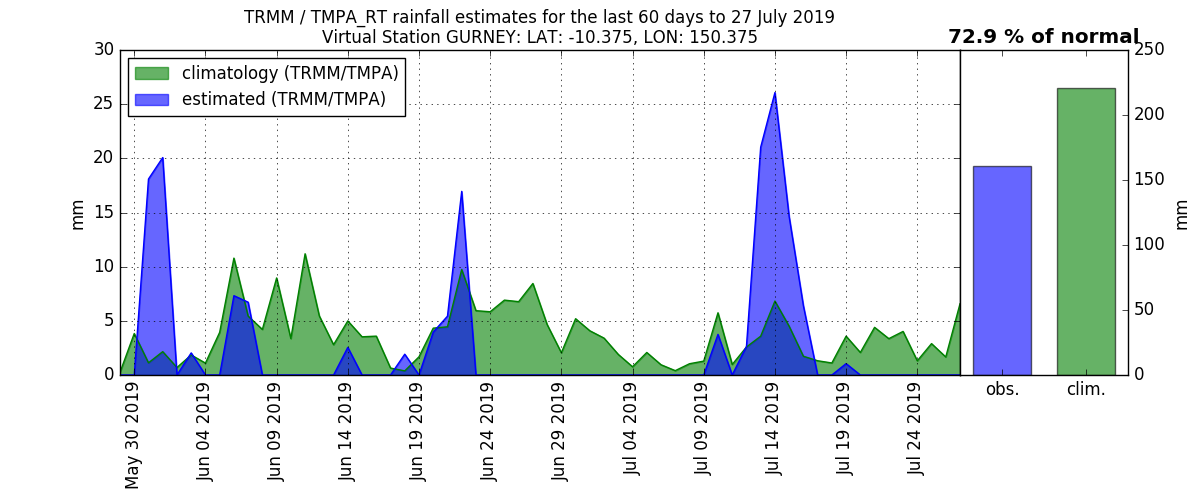 TRMM / TMPA_RT rainfall estimates for the last 60 days to 27 July 2019
Virtual Station GURNEY: LAT: -10.375, LON: 150.375
72.9 % of normal
climatology (TRMM/TMPA)
estimated (TRMM/TMPA)
30
25
20
15
10
5
0
mm
May 30 2019
Jun 04 2019
Jun 09 2019
Jun 14 2019
Jun 19 2019
Jun 24 2019
Jun 29 2019
Jul 04 2019
Jul 09 2019
Jul 14 2019
Jul 19 2019
Jul 24 2019
obs.
clim.
250
200
150
100
50
0
mm